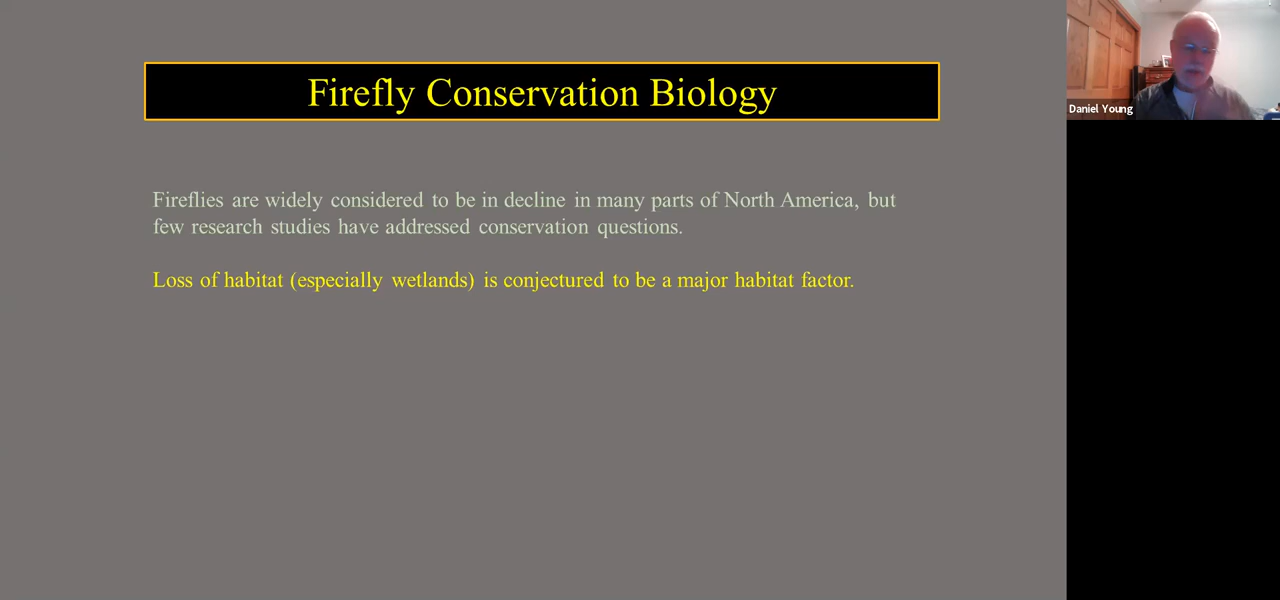 Firefly Conservation Biology
Daniel Young
Fireflies are widely considered to be in decline in many parts of North America, but
few research studies have addressed conservation questions.
Loss of habitat (especially wetlands) is conjectured to be a major habitat factor.